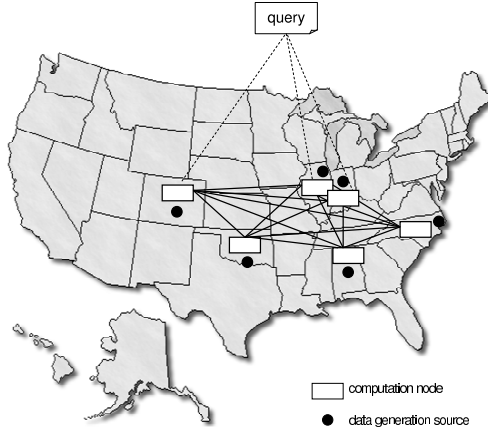 query
computation node
data generation source